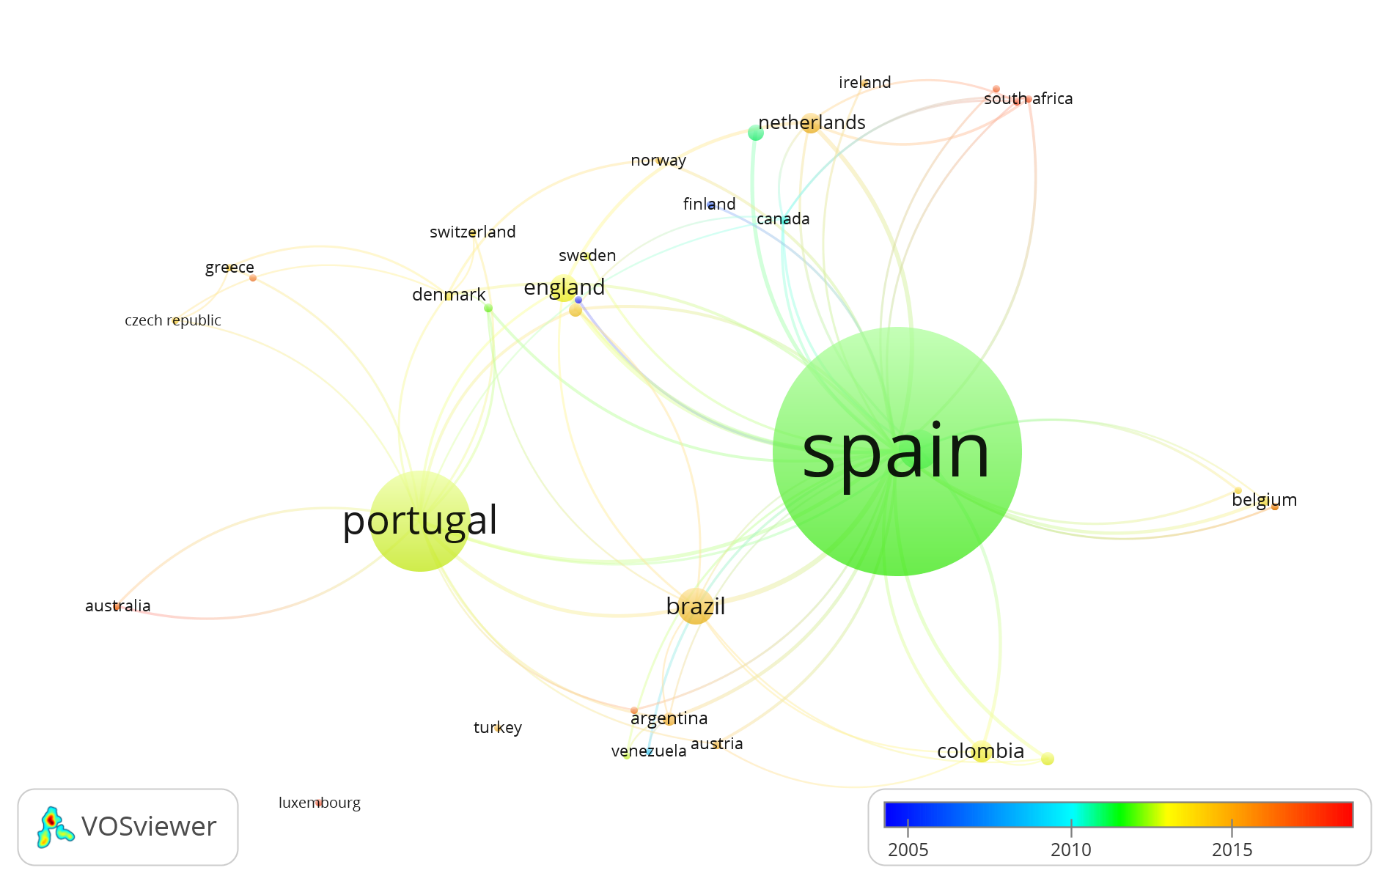 ireland
south africa
netherlands
norway
finland
canada
switzerland
sweden
greece
england
denmark
czech republic
spain
belgium
portugal
australia
brazil
argentina
turkey
austria
venezuela
colombia
luxembourg
VOSviewer
2005
2010
2015